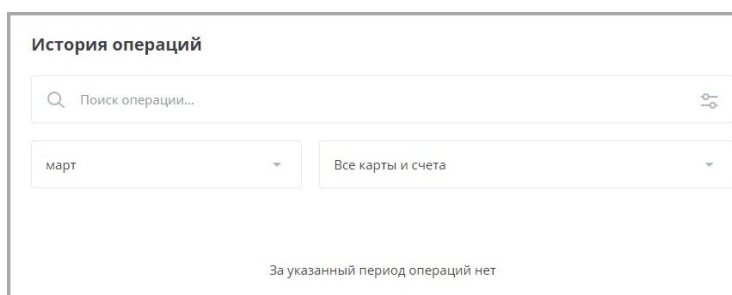 История операций
Поиск операции...
март
Все карты и счета
За указанный период операций нет